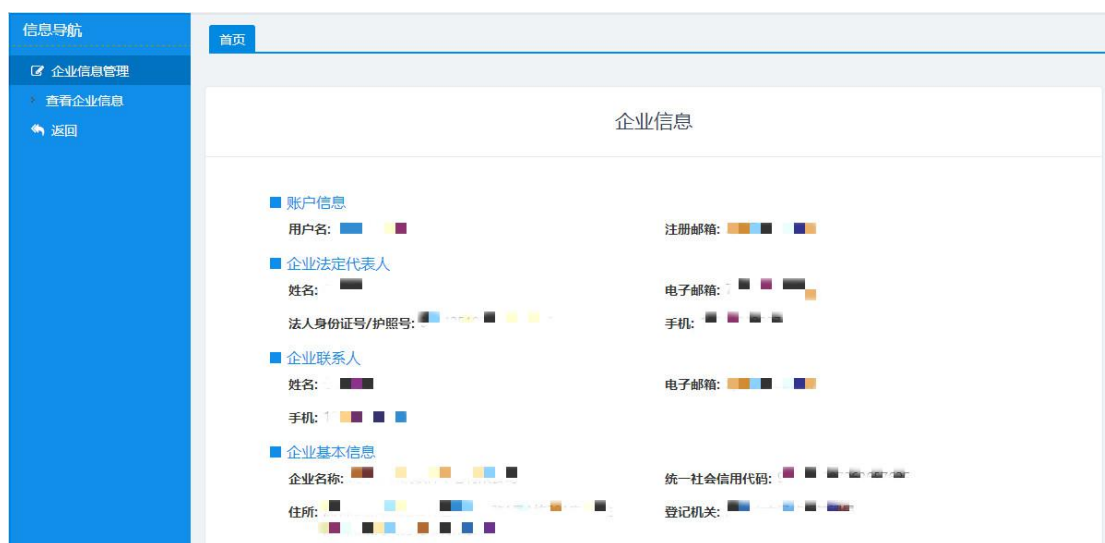 信息导航
首页
企业信息管理
查看企业信息
返回
企业信息
账户信息
用户名:
注册邮箱:
企业法定代表人
姓名:
电子邮箱:
法人身份证号/护照号:
手机:
企业联系人
姓名:
电子邮箱:
手机:
企业基本信息
企业名称:
统一社会信用代码:
住所:
登记机关: